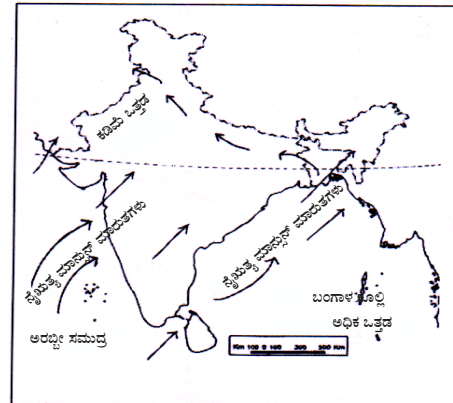 ಕಡಿಮೆ ಒತ್ತಡ
ನೈಋತ್ಯ ಮಾನ್ಸೂನ್ ಮಾರುತಗಳು
ನೈಋತ್ಯ ಮಾನ್ಸೂನ್ ಮಾರುತಗಳು
ಬಂಗಾಳ ಕೊಲ್ಲಿ
ಅಧಿಕ ಒತ್ತಡ
ಅರಬ್ಬೀ ಸಮುದ್ರ
Km 100 0 100 300 500 Km